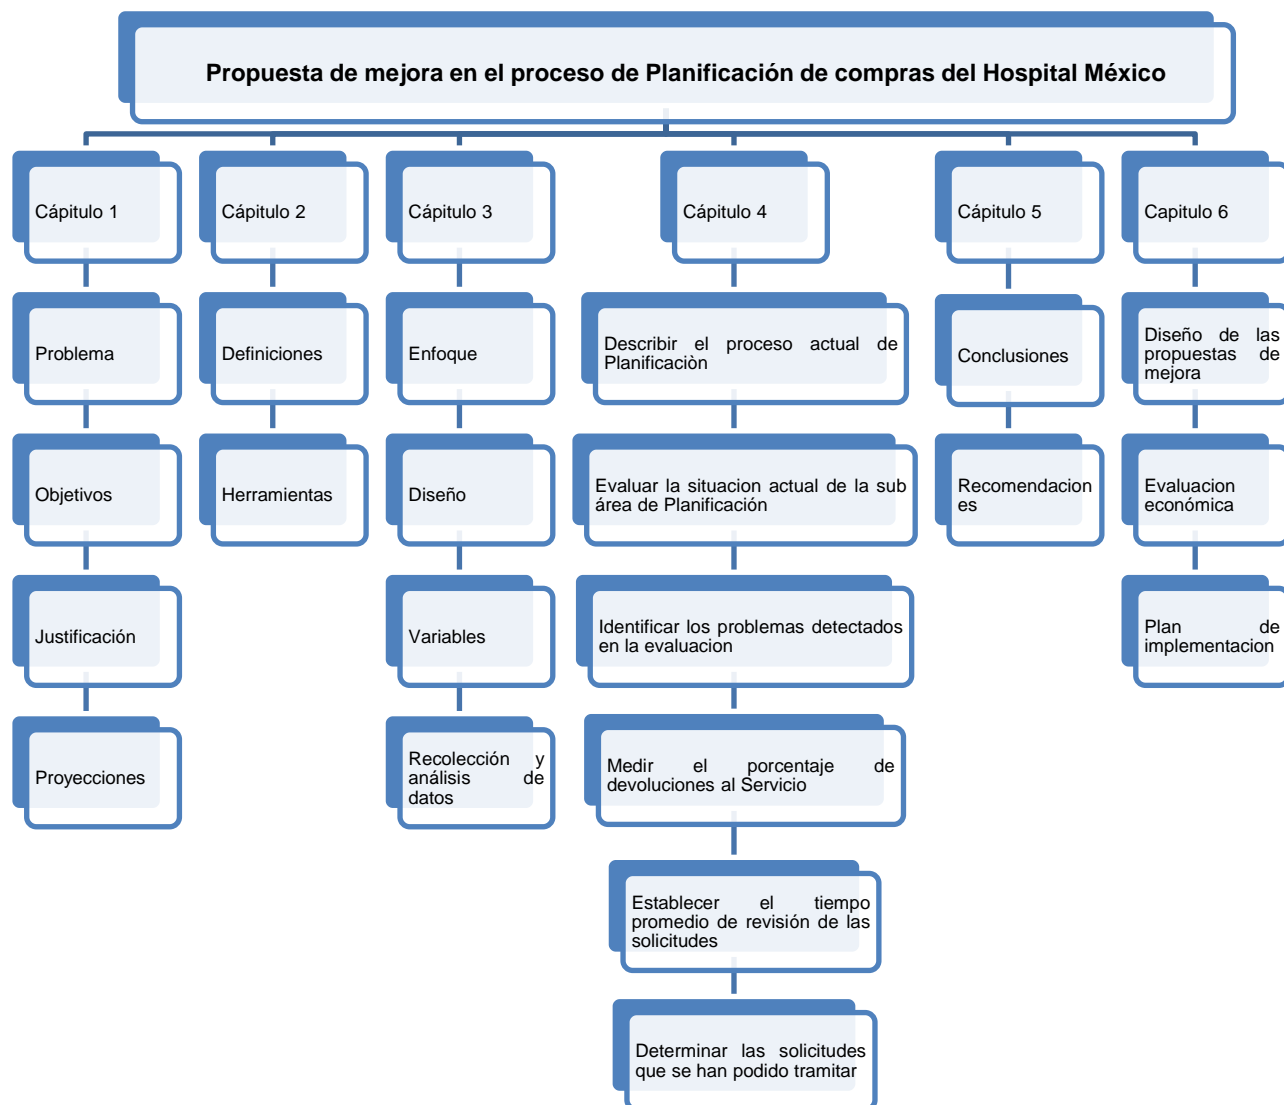 Propuesta de mejora en el proceso de Planificación de compras del Hospital México
Cápitulo 1
Problema
Objetivos
Justificación
Proyecciones
Cápitulo 2
Definiciones
Herramientas
Cápitulo 3
Enfoque
Diseño
Variables
Recolección y
análisis de
datos
Cápitulo 4
Describir el proceso actual de
Planificaciòn
Evaluar la situacion actual de la sub
área de Planificación
Identificar los problemas detectados
en la evaluacion
Medir el porcentaje de
devoluciones al Servicio
Establecer el tiempo
promedio de revisión de las
solicitudes
Determinar las solicitudes
que se han podido tramitar
Cápitulo 5
Conclusiones
Recomendacion
es
Capitulo 6
Diseño de las
propuestas de
mejora
Evaluacion
económica
Plan de
implementacion